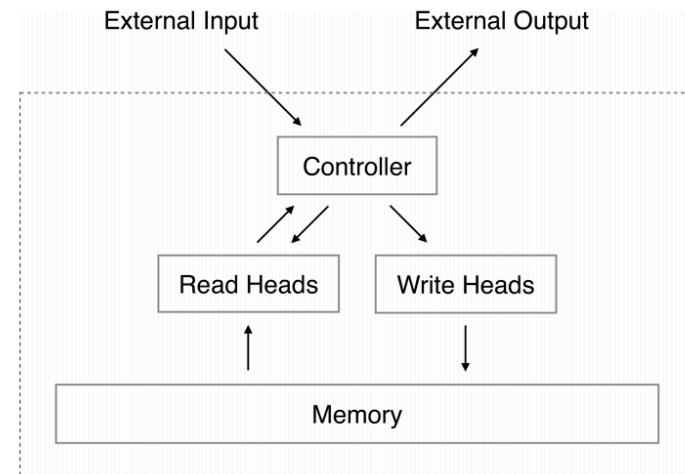 External Input External Output
Controller
Read Heads Write Heads
Memory